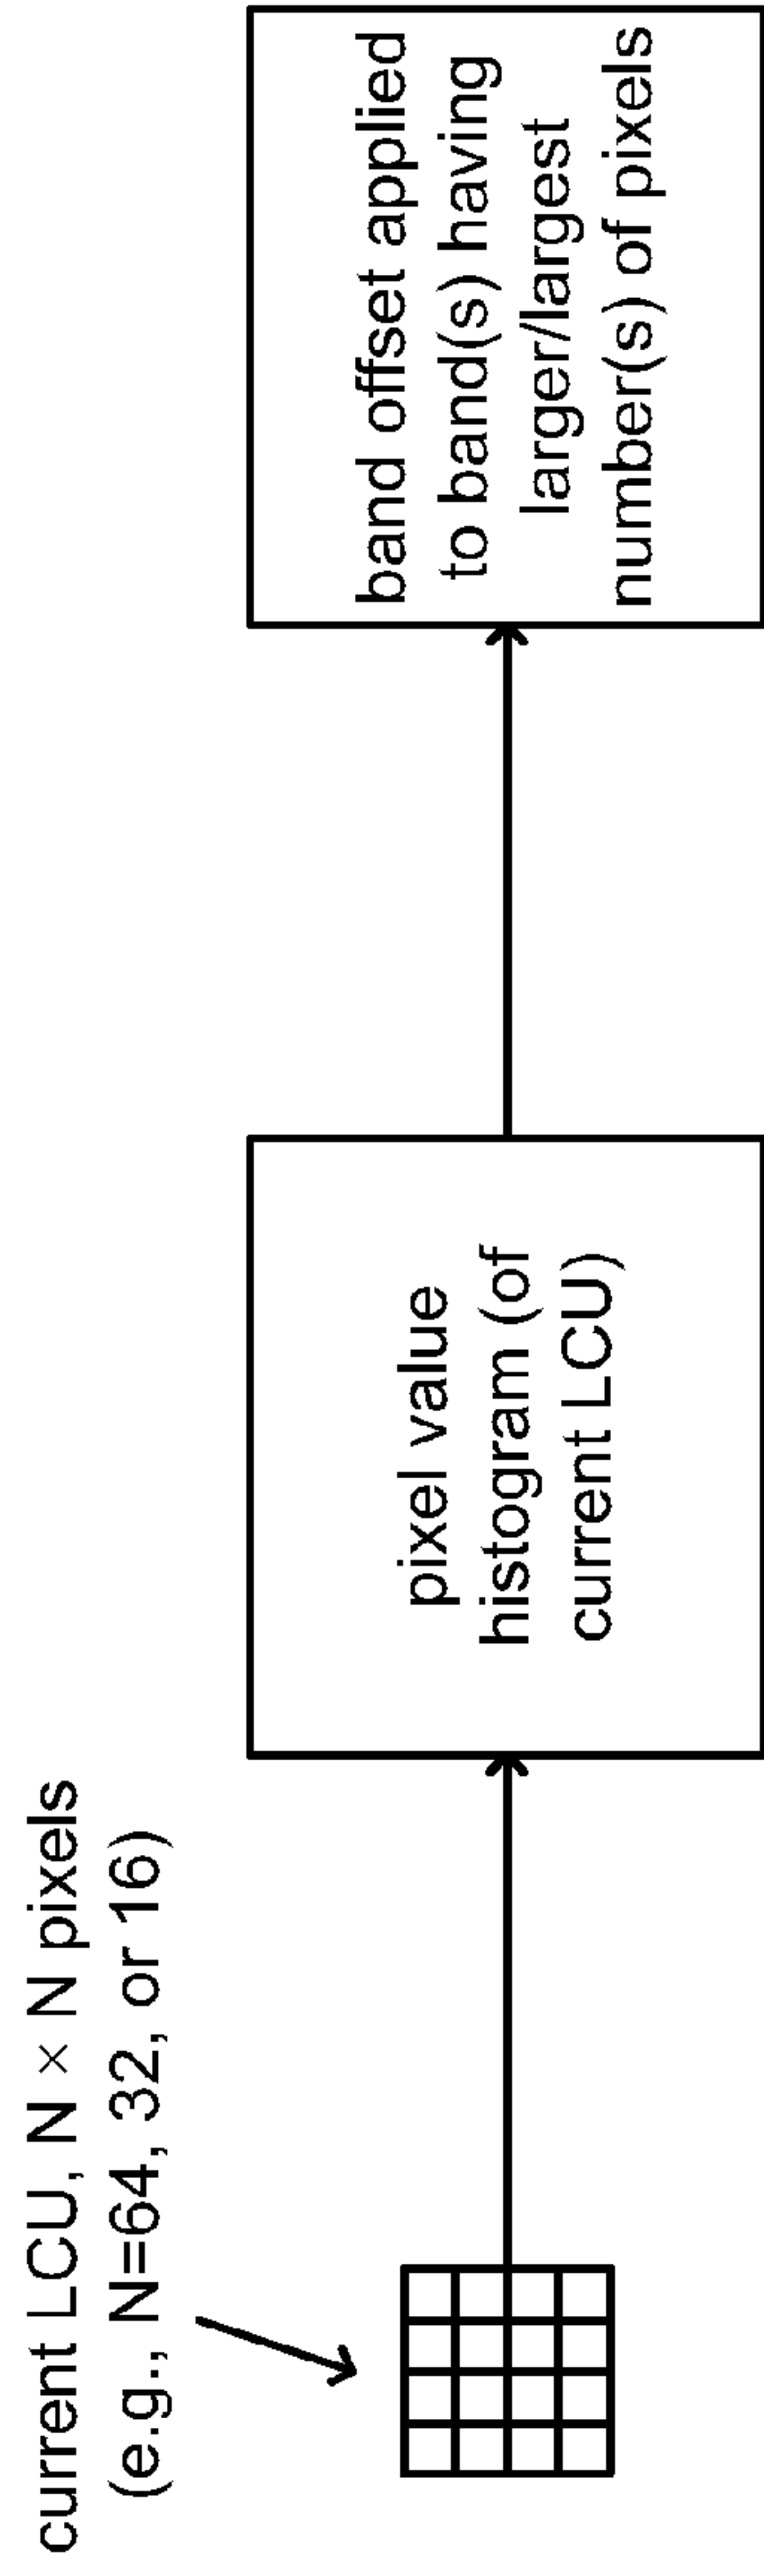 current LCU, N × N pixels
(e.g., N=64, 32, or 16)
pixel value
histogram (of
current LCU)
band offset applied
to band(s) having
larger/largest
number(s) of pixels